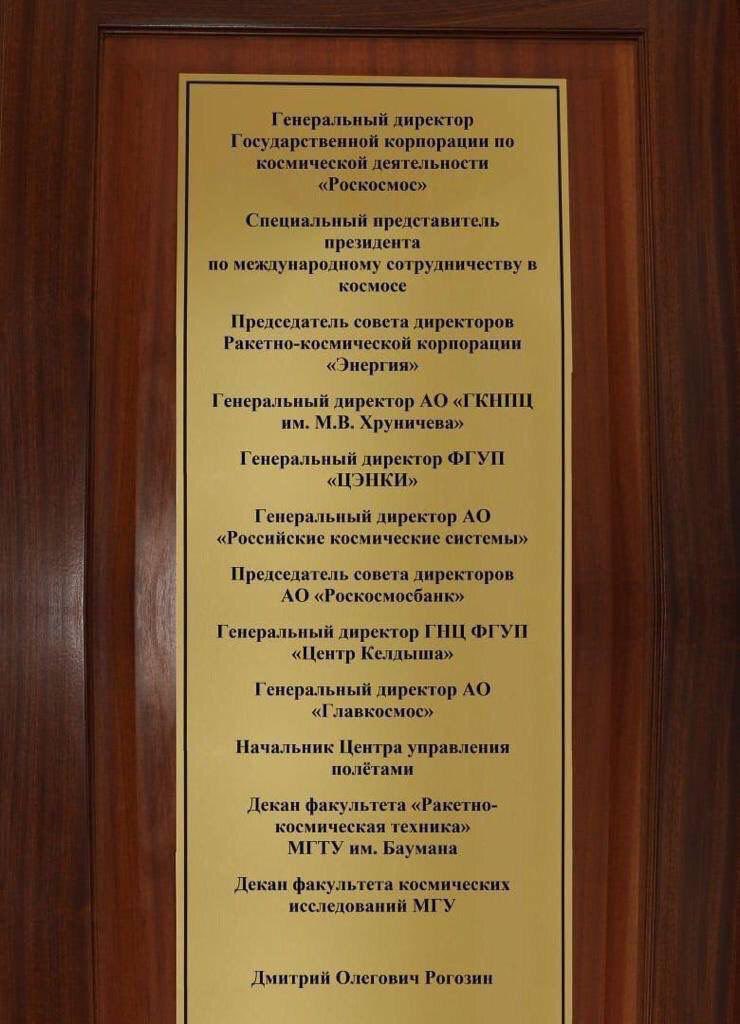 Генеральный директор
Государственной корпорации по
космической деятельности
«Роскосмос»
Специальный представитель
президента
по международному сотрудничеству в
космосе
Председатель совета директоров
Ракетно-космической корпорации
«Энергия»
Генеральный директор АО «ГКНПЦ
им. М.В. Хруничева»
Генеральный директор ФГУП
«ЦЭНКИ»
Генеральный директор АО
«Российские космические системы»
Председатель совета директоров
АО «Роскосмосбанк»
Генеральный директор ГНЦ ФГУП
«Центр Келдыша»
Генеральный директор АО
«Главкосмос»
Начальник Центра управления
полётами
Декан факультета «Ракетно-
космическая техника»
МГТУ им. Баумана
Декан факультета космических
исследований МГУ
Дмитрий Олегович Рогозин